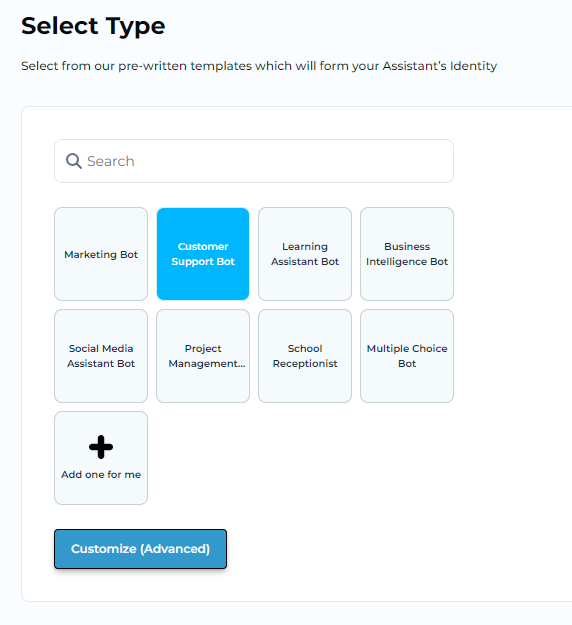 Select Type
Select from our pre-written templates which will form your Assistant's Identity
Search
Marketing Bot
Customer
Support Bot
Learning
Assistant Bot
Business
Intelligence Bot
Social Media
Assistant Bot
Project
Management...
School
Receptionist
Multiple Choice
Bot
Add one for me
Customize (Advanced)